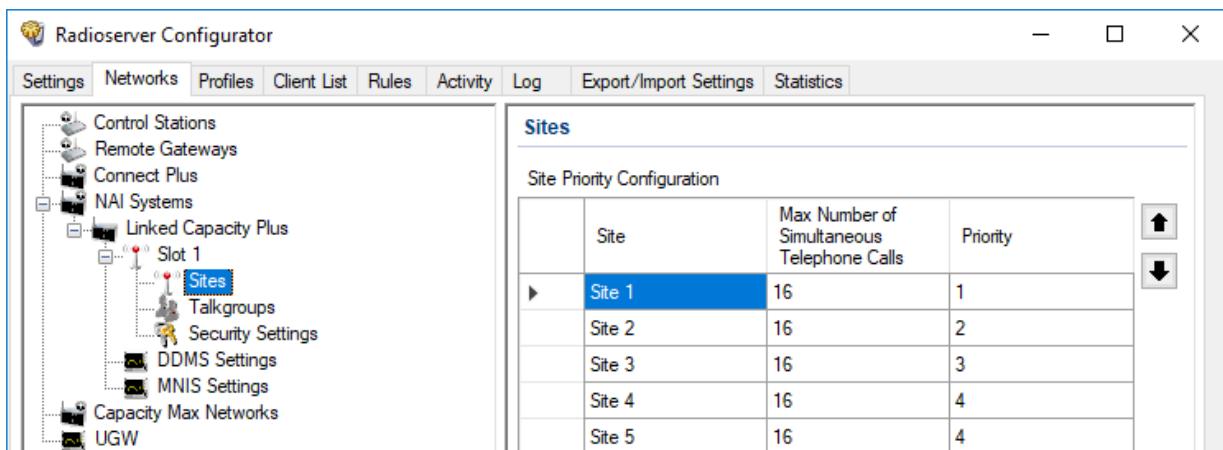 Radioserver Configurator
Settings Networks Profiles Client List Rules Activity Log Export/Import Settings Statistics
Control Stations
Remote Gateways
Connect Plus
NAI Systems
Linked Capacity Plus
Slot 1
Sites
Talkgroups
Security Settings
DDMS Settings
MNIS Settings
Capacity Max Networks
UGW
Sites
Site Priority Configuration
Site
Max Number of
Simultaneous
Telephone Calls
Priority
Site 1 16 1
Site 2 16 2
Site 3 16 3
Site 4 16 4
Site 5 16 4